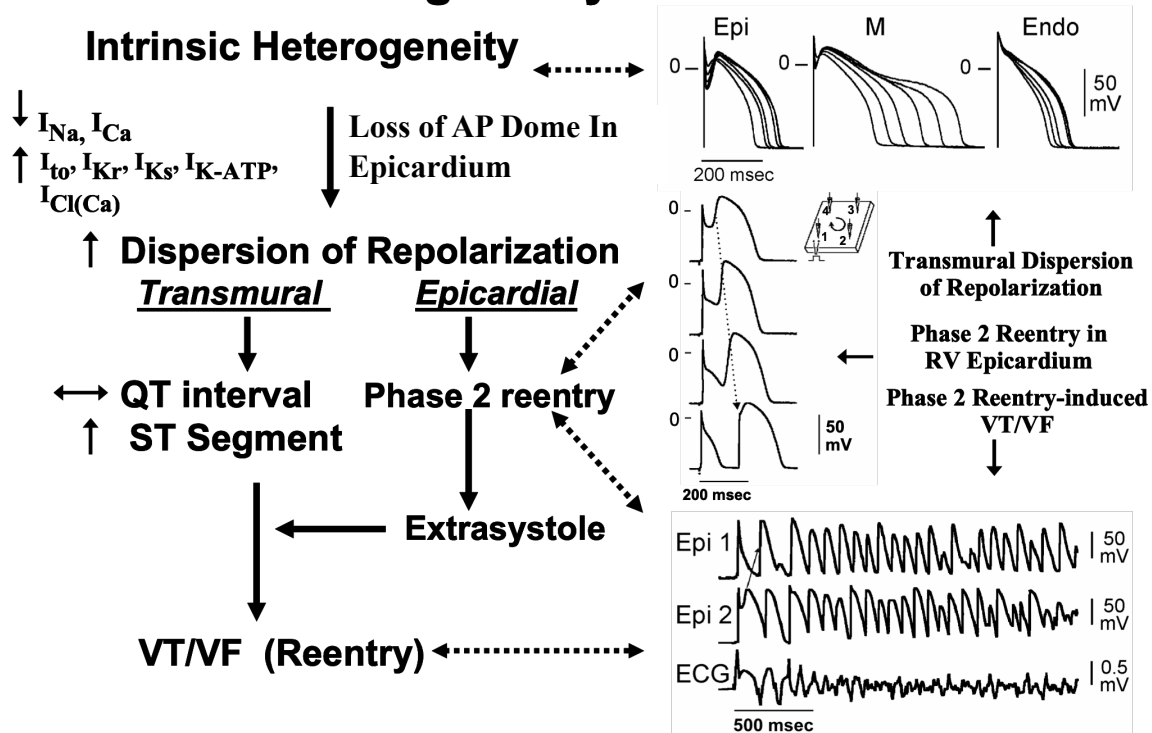 Intrinsic Heterogeneity
↓ INa, ICa
↑ Ito, IKr, IKs, IK-ATP,
ICl(Ca)
Loss of AP Dome In
Epicardium
↑ Dispersion of Repolarization
Transmural
Epicardial
↔ QT interval
↑ ST Segment
Phase 2 reentry
Extrasystole
VT/VF (Reentry)
Epi M Endo
0 0 0
50
mV
200 msec
0
4 3
1 2
0
0
0
50
mV
200 msec
Transmural Dispersion
of Repolarization
Phase 2 Reentry in
RV Epicardium
Phase 2 Reentry-induced
VT/VF
Epi 1
50
mV
Epi 2
50
mV
ECG
0.5
mV
500 msec